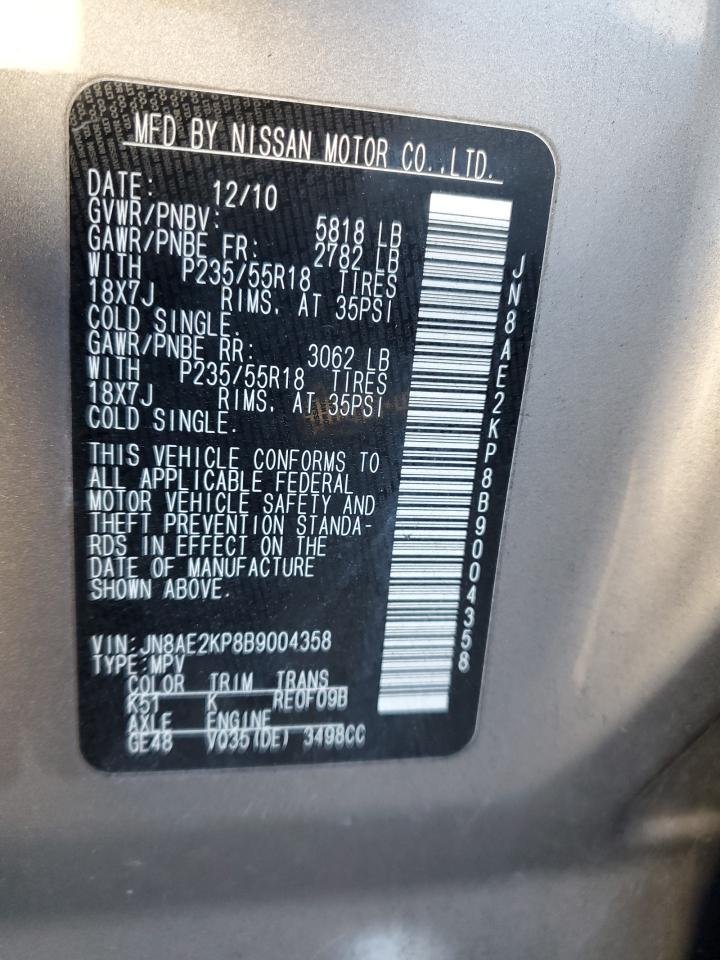 MFD BY NISSAN MOTOR CO.,LTD.
DATE: 12/10
GVWR/PNBV: 5818 LB
GAWR/PNBE FR: 2782 LB
WITH P235/55R18 TIRES
18X7J RIMS, AT 35PSI
COLD SINGLE.
GAWR/PNBE RR: 3062 LB
WITH P235/55R18 TIRES
18X7J RIMS, AT 35PSI
COLD SINGLE.
THIS VEHICLE CONFORMS TO
ALL APPLICABLE FEDERAL
MOTOR VEHICLE SAFETY AND
THEFT PREVENTION STANDA-
RDS IN EFFECT ON THE
DATE OF MANUFACTURE
SHOWN ABOVE.
VIN:JN8AE2KP8B9004358
TYPE:MPV
COLOR TRIM TRANS
K51 K RE0F09B
AXLE ENGINE
GE48 VQ35(DE) 3498CC
JN8AE2KP8B9004358